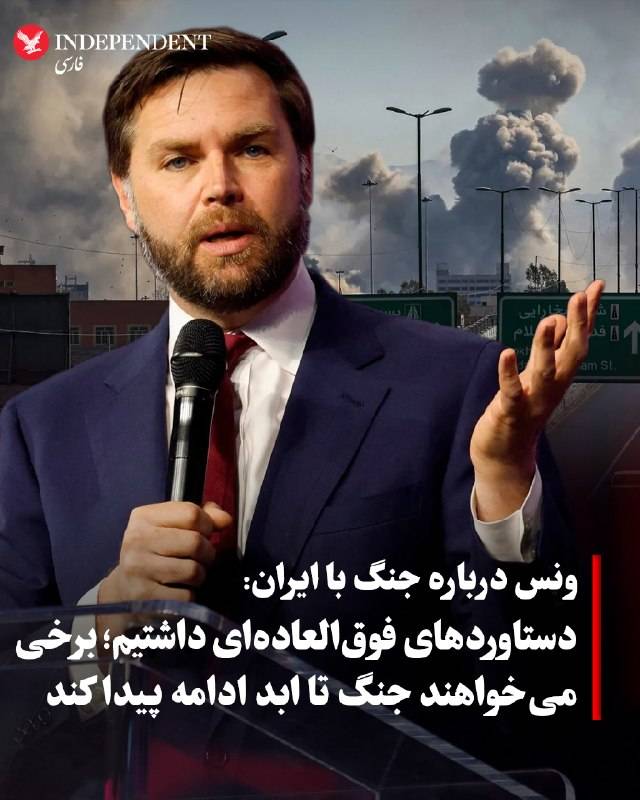 INDEPENDENT
فارسی
ونس درباره جنگ با ایران:
دستاوردهای فوق‌العاده‌ای داشتیم؛ برخی
می‌خواهند جنگ تا ابد ادامه پیدا کند